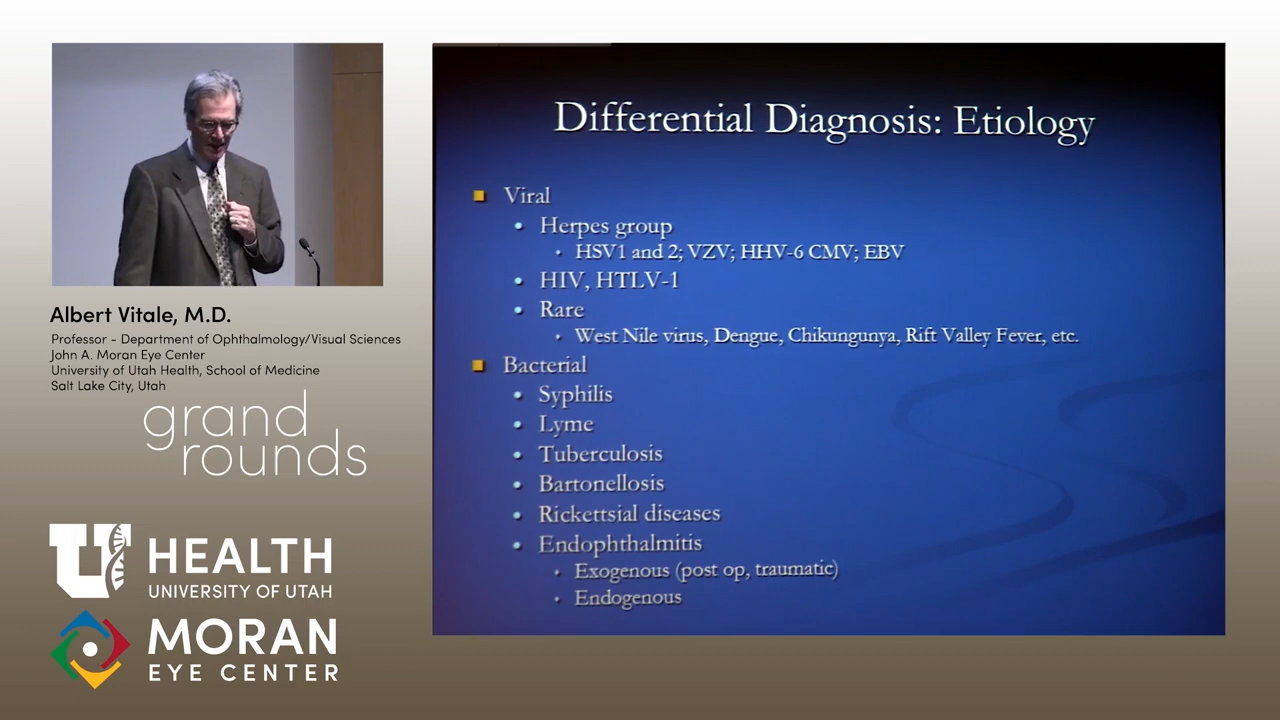 Differential Diagnosis: Etiology
Viral
Herpes group
HSV1 and 2; VZV; HHV-6 CMV; EBV
HIV, HTLV-1
Rare
West Nile virus, Dengue, Chikungunya, Rift Valley Fever, etc.
Bacterial
Syphilis
Lyme
Tuberculosis
Bartonellosis
Rickettsial diseases
Endophthalmitis
Exogenous (post op, traumatic)
Endogenous
Albert Vitale, M.D.
Professor - Department of Ophthalmology/Visual Sciences
John A. Moran Eye Center
University of Utah Health, School of Medicine
Salt Lake City, Utah
grand
rounds
U HEALTH
UNIVERSITY OF UTAH
MORAN
EYE CENTER